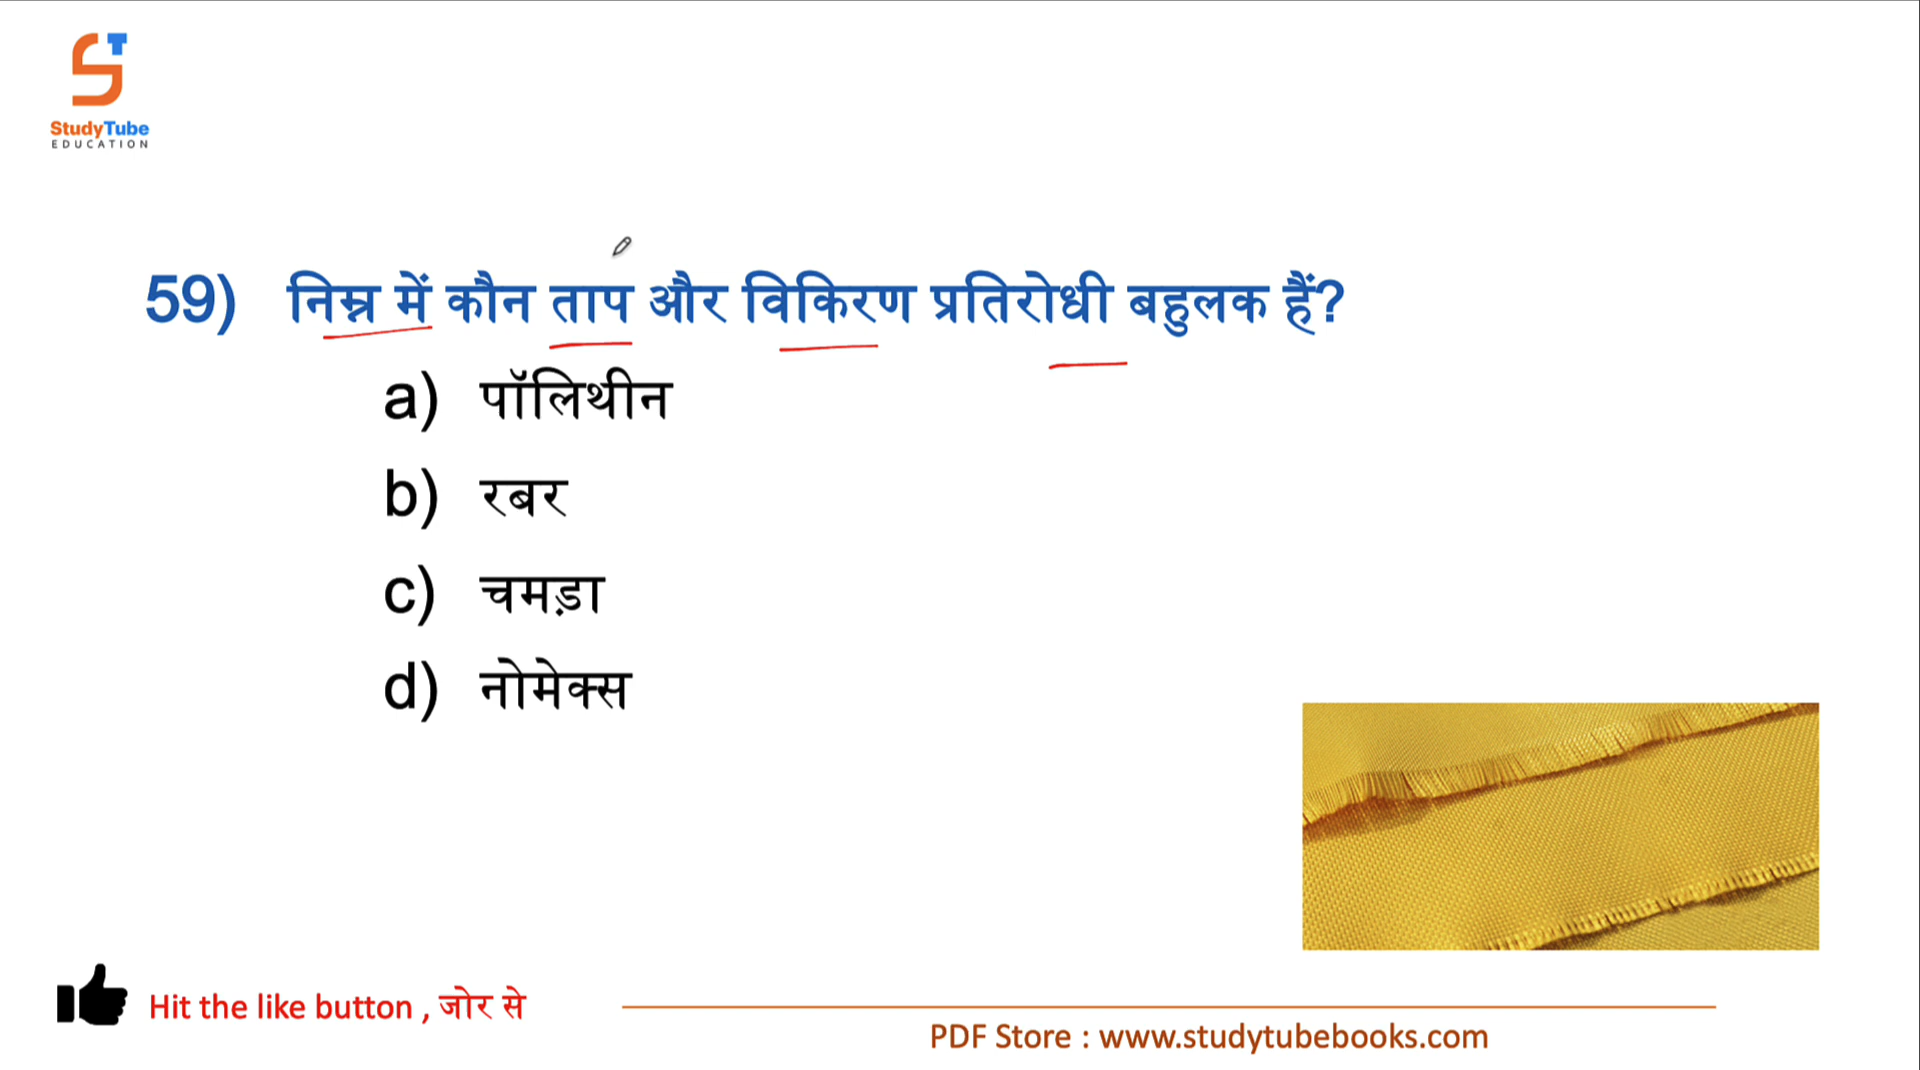 StudyTube
EDUCATION
59) निम्न में कौन ताप और विकिरण प्रतिरोधी बहुलक हैं?
a) पॉलिथीन
b) रबर
c) चमड़ा
d) नोमेक्स
Hit the like button , जोर से
PDF Store : www.studytubebooks.com